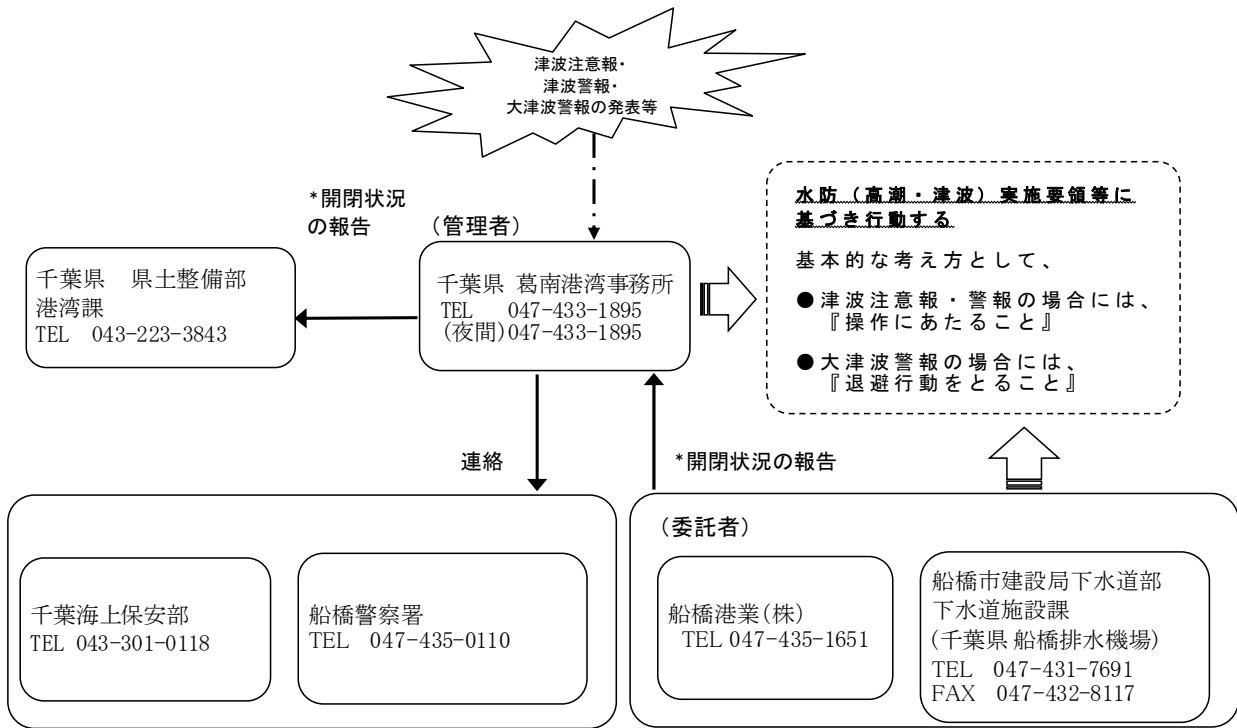 津波注意報・
津波警報・
大津波警報の発表等
*開閉状況
の報告
(管理者)
千葉県　県土整備部
港湾課
TEL　043-223-3843
千葉県 葛南港湾事務所
TEL　047-433-1895
(夜間)047-433-1895
水防（高潮・津波）実施要領等に
基づき行動する
基本的な考え方として、
●津波注意報・警報の場合には、
『操作にあたること』
●大津波警報の場合には、
『退避行動をとること』
連絡
*開閉状況の報告
千葉海上保安部
TEL 043-301-0118
船橋警察署
TEL　047-435-0110
(委託者)
船橋港業(株)
TEL 047-435-1651
船橋市建設局下水道部
下水道施設課
(千葉県 船橋排水機場)
TEL　047-431-7691
FAX　047-432-8117